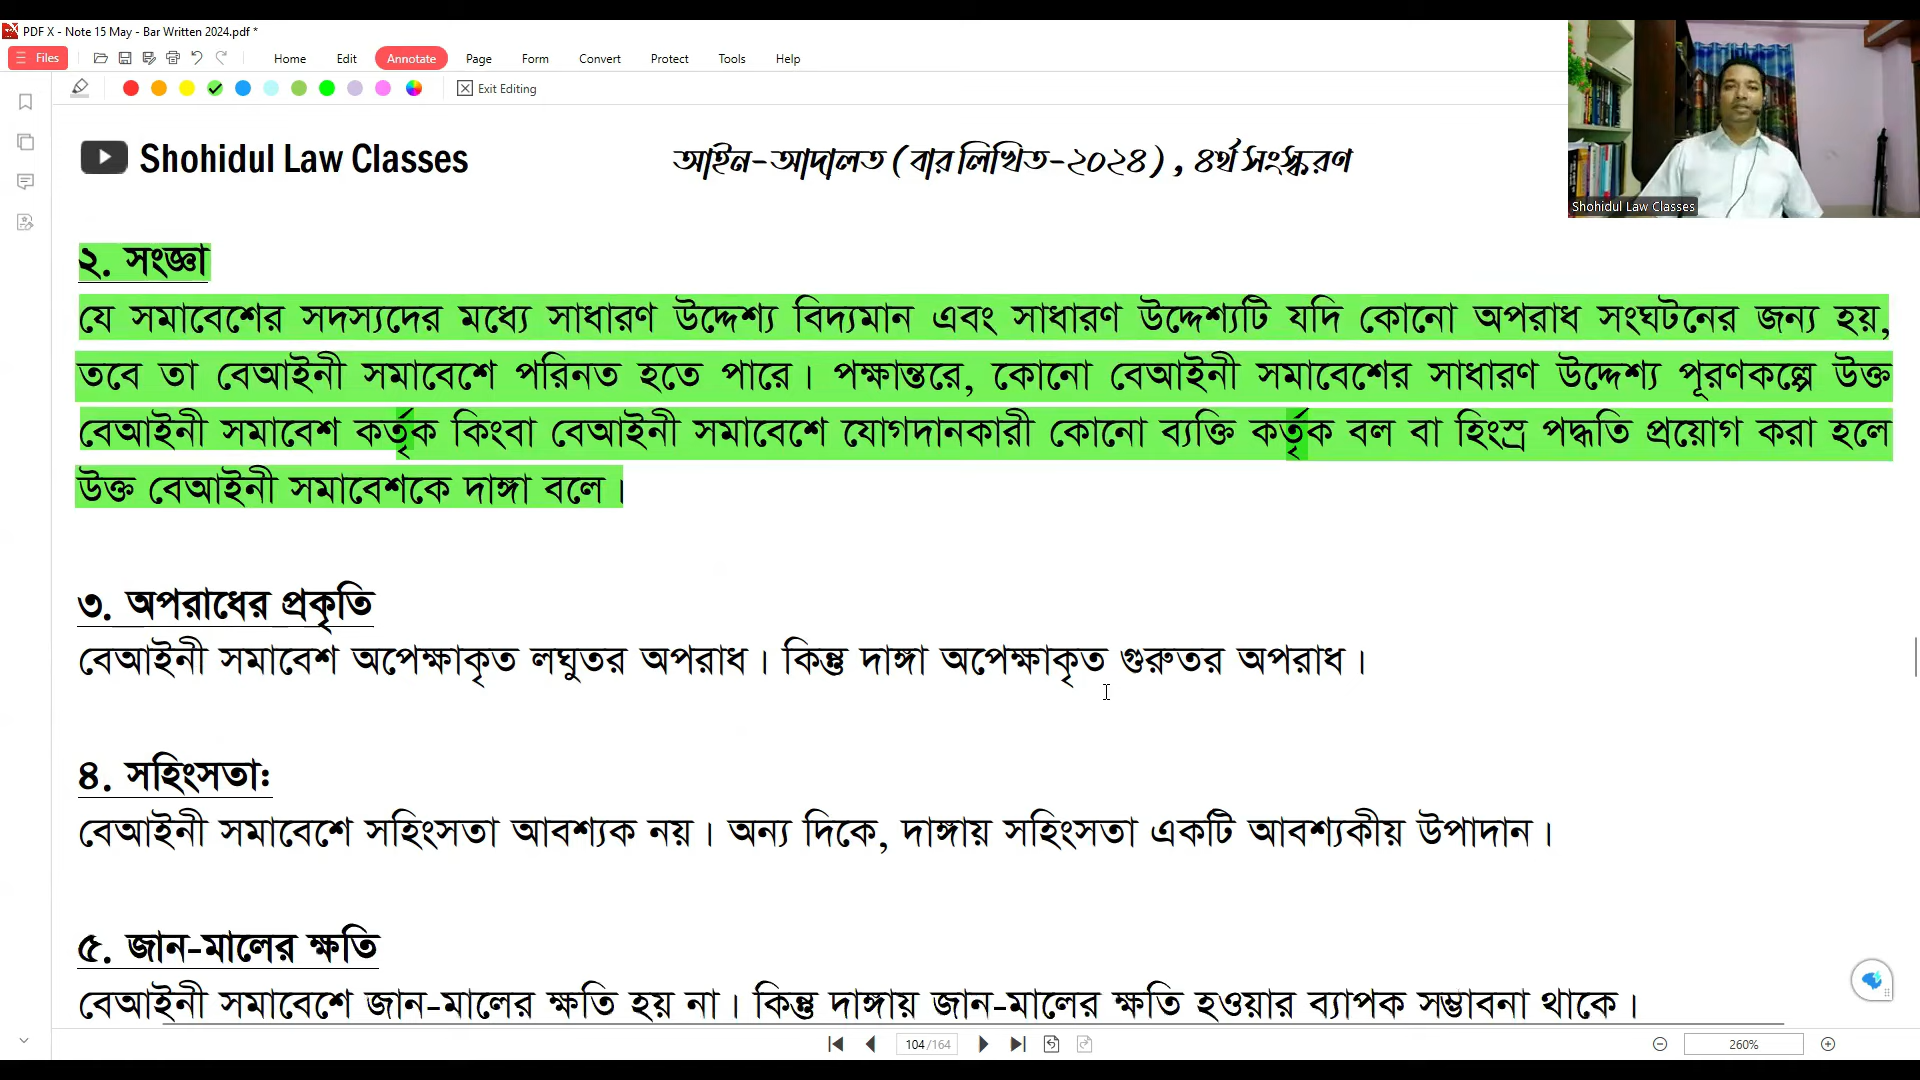 PDF X - Note 15 May - Bar Written 2024.pdf *
Files Home Edit Annotate Page Form Convert Protect Tools Help
Exit Editing
Shohidul Law Classes
Shohidul Law Classes আইন-আদালত (বার লিখিত-২০২৪) , ৪র্থ সংস্করণ
২. সংজ্ঞা
যে সমাবেশের সদস্যদের মধ্যে সাধারণ উদ্দেশ্য বিদ্যমান এবং সাধারণ উদ্দেশ্যটি যদি কোনো অপরাধ সংঘটনের জন্য হয়,
তবে তা বেআইনী সমাবেশে পরিনত হতে পারে। পক্ষান্তরে, কোনো বেআইনী সমাবেশের সাধারণ উদ্দেশ্য পূরণকল্পে উক্ত
বেআইনী সমাবেশ কর্তৃক কিংবা বেআইনী সমাবেশে যোগদানকারী কোনো ব্যক্তি কর্তৃক বল বা হিংস্র পদ্ধতি প্রয়োগ করা হলে
উক্ত বেআইনী সমাবেশকে দাঙ্গা বলে।
৩. অপরাধের প্রকৃতি
বেআইনী সমাবেশ অপেক্ষাকৃত লঘুতর অপরাধ। কিন্তু দাঙ্গা অপেক্ষাকৃত গুরুতর অপরাধ।
৪. সহিংসতাঃ
বেআইনী সমাবেশে সহিংসতা আবশ্যক নয়। অন্য দিকে, দাঙ্গায় সহিংসতা একটি আবশ্যকীয় উপাদান।
৫. জান-মালের ক্ষতি
বেআইনী সমাবেশে জান-মালের ক্ষতি হয় না। কিন্তু দাঙ্গায় জান-মালের ক্ষতি হওয়ার ব্যাপক সম্ভাবনা থাকে।
104 /164 260%